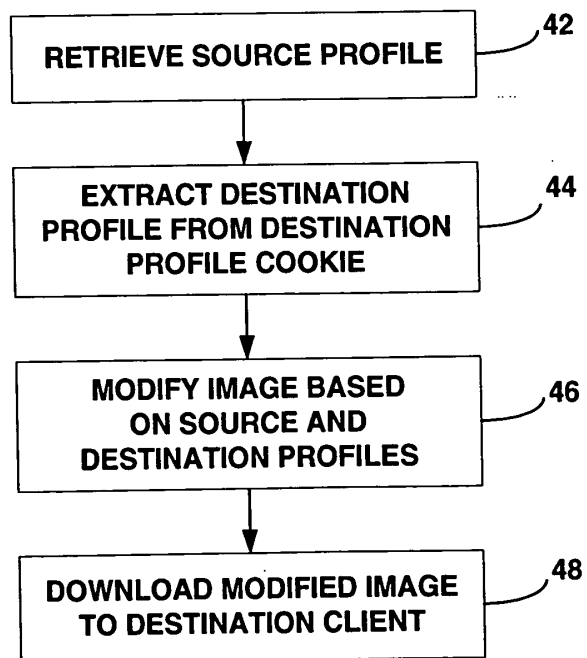 42
RETRIEVE SOURCE PROFILE
44
EXTRACT DESTINATION
PROFILE FROM DESTINATION
PROFILE COOKIE
46
MODIFY IMAGE BASED
ON SOURCE AND
DESTINATION PROFILES
48
DOWNLOAD MODIFIED IMAGE
TO DESTINATION CLIENT